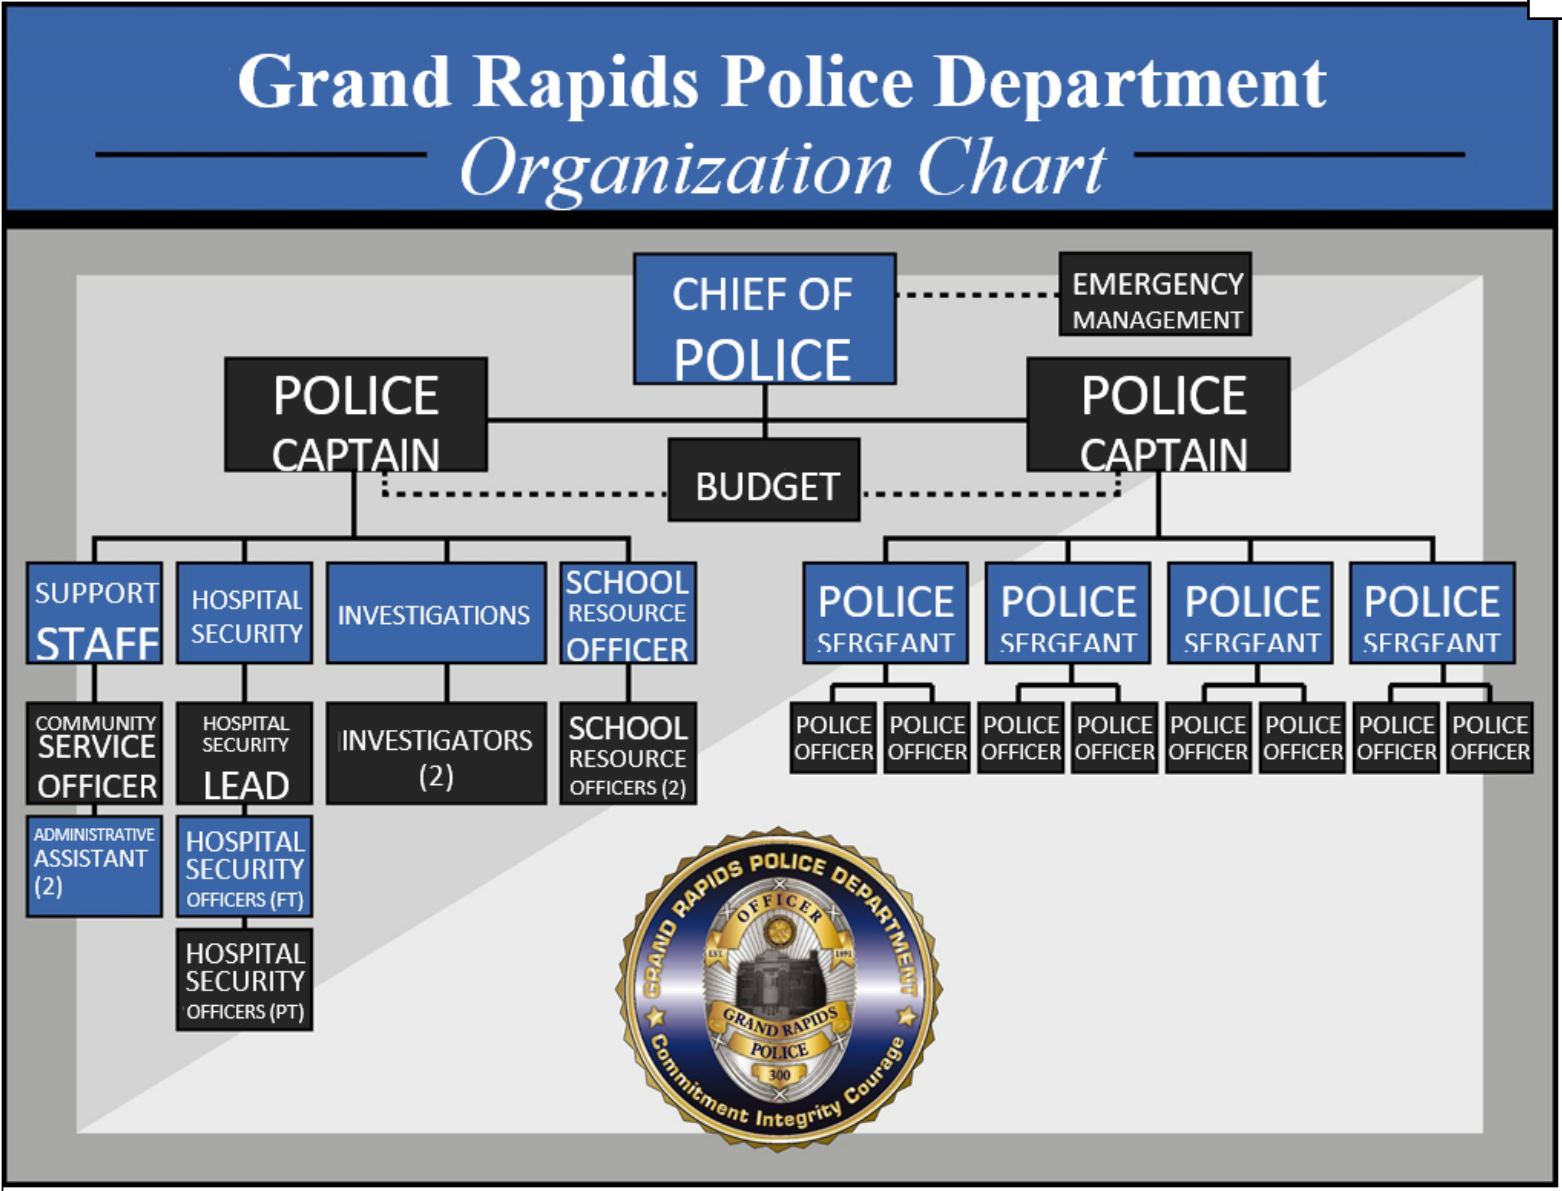 Grand Rapids Police Department
Organization Chart
CHIEF OF
POLICE
EMERGENCY
MANAGEMENT
POLICE
CAPTAIN
POLICE
CAPTAIN
BUDGET
SUPPORT
STAFF
HOSPITAL
SECURITY
INVESTIGATIONS
SCHOOL
RESOURCE
OFFICER
POLICE
SERGEANT
POLICE
SERGEANT
POLICE
SERGEANT
POLICE
SERGEANT
COMMUNITY
SERVICE
OFFICER
HOSPITAL
SECURITY
LEAD
INVESTIGATORS
(2)
SCHOOL
RESOURCE
OFFICERS (2)
POLICE
OFFICER
POLICE
OFFICER
POLICE
OFFICER
POLICE
OFFICER
POLICE
OFFICER
POLICE
OFFICER
POLICE
OFFICER
POLICE
OFFICER
ADMINISTRATIVE
ASSISTANT
(2)
HOSPITAL
SECURITY
OFFICERS (FT)
HOSPITAL
SECURITY
OFFICERS (PT)
GRAND RAPIDS POLICE DEPARTMENT
OFFICER
EST. 1891
GRAND RAPIDS
POLICE
300
Commitment Integrity Courage